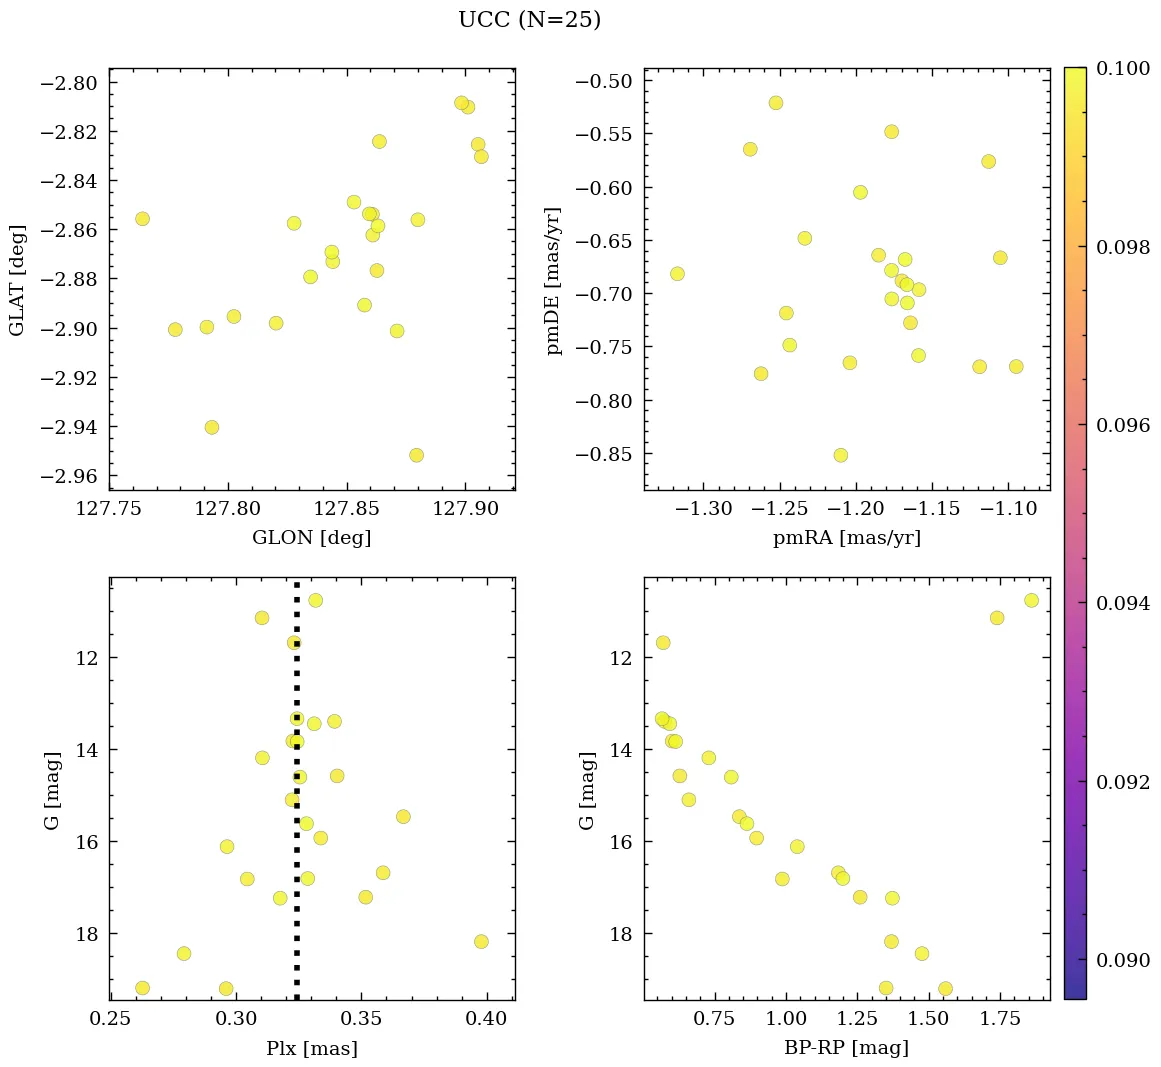 UCC (N=25)
−2.80
−2.82
−2.84
−2.86
−2.88
−2.90
−2.92
−2.94
−2.96
GLAT [deg]
127.75 127.80 127.85 127.90
GLON [deg]
−0.50
−0.55
−0.60
−0.65
−0.70
−0.75
−0.80
−0.85
pmDE [mas/yr]
−1.30 −1.25 −1.20 −1.15 −1.10
pmRA [mas/yr]
0.100
0.098
0.096
0.094
0.092
0.090
12
14
16
18
G [mag]
0.25 0.30 0.35 0.40
Plx [mas]
12
14
16
18
G [mag]
0.75 1.00 1.25 1.50 1.75
BP-RP [mag]